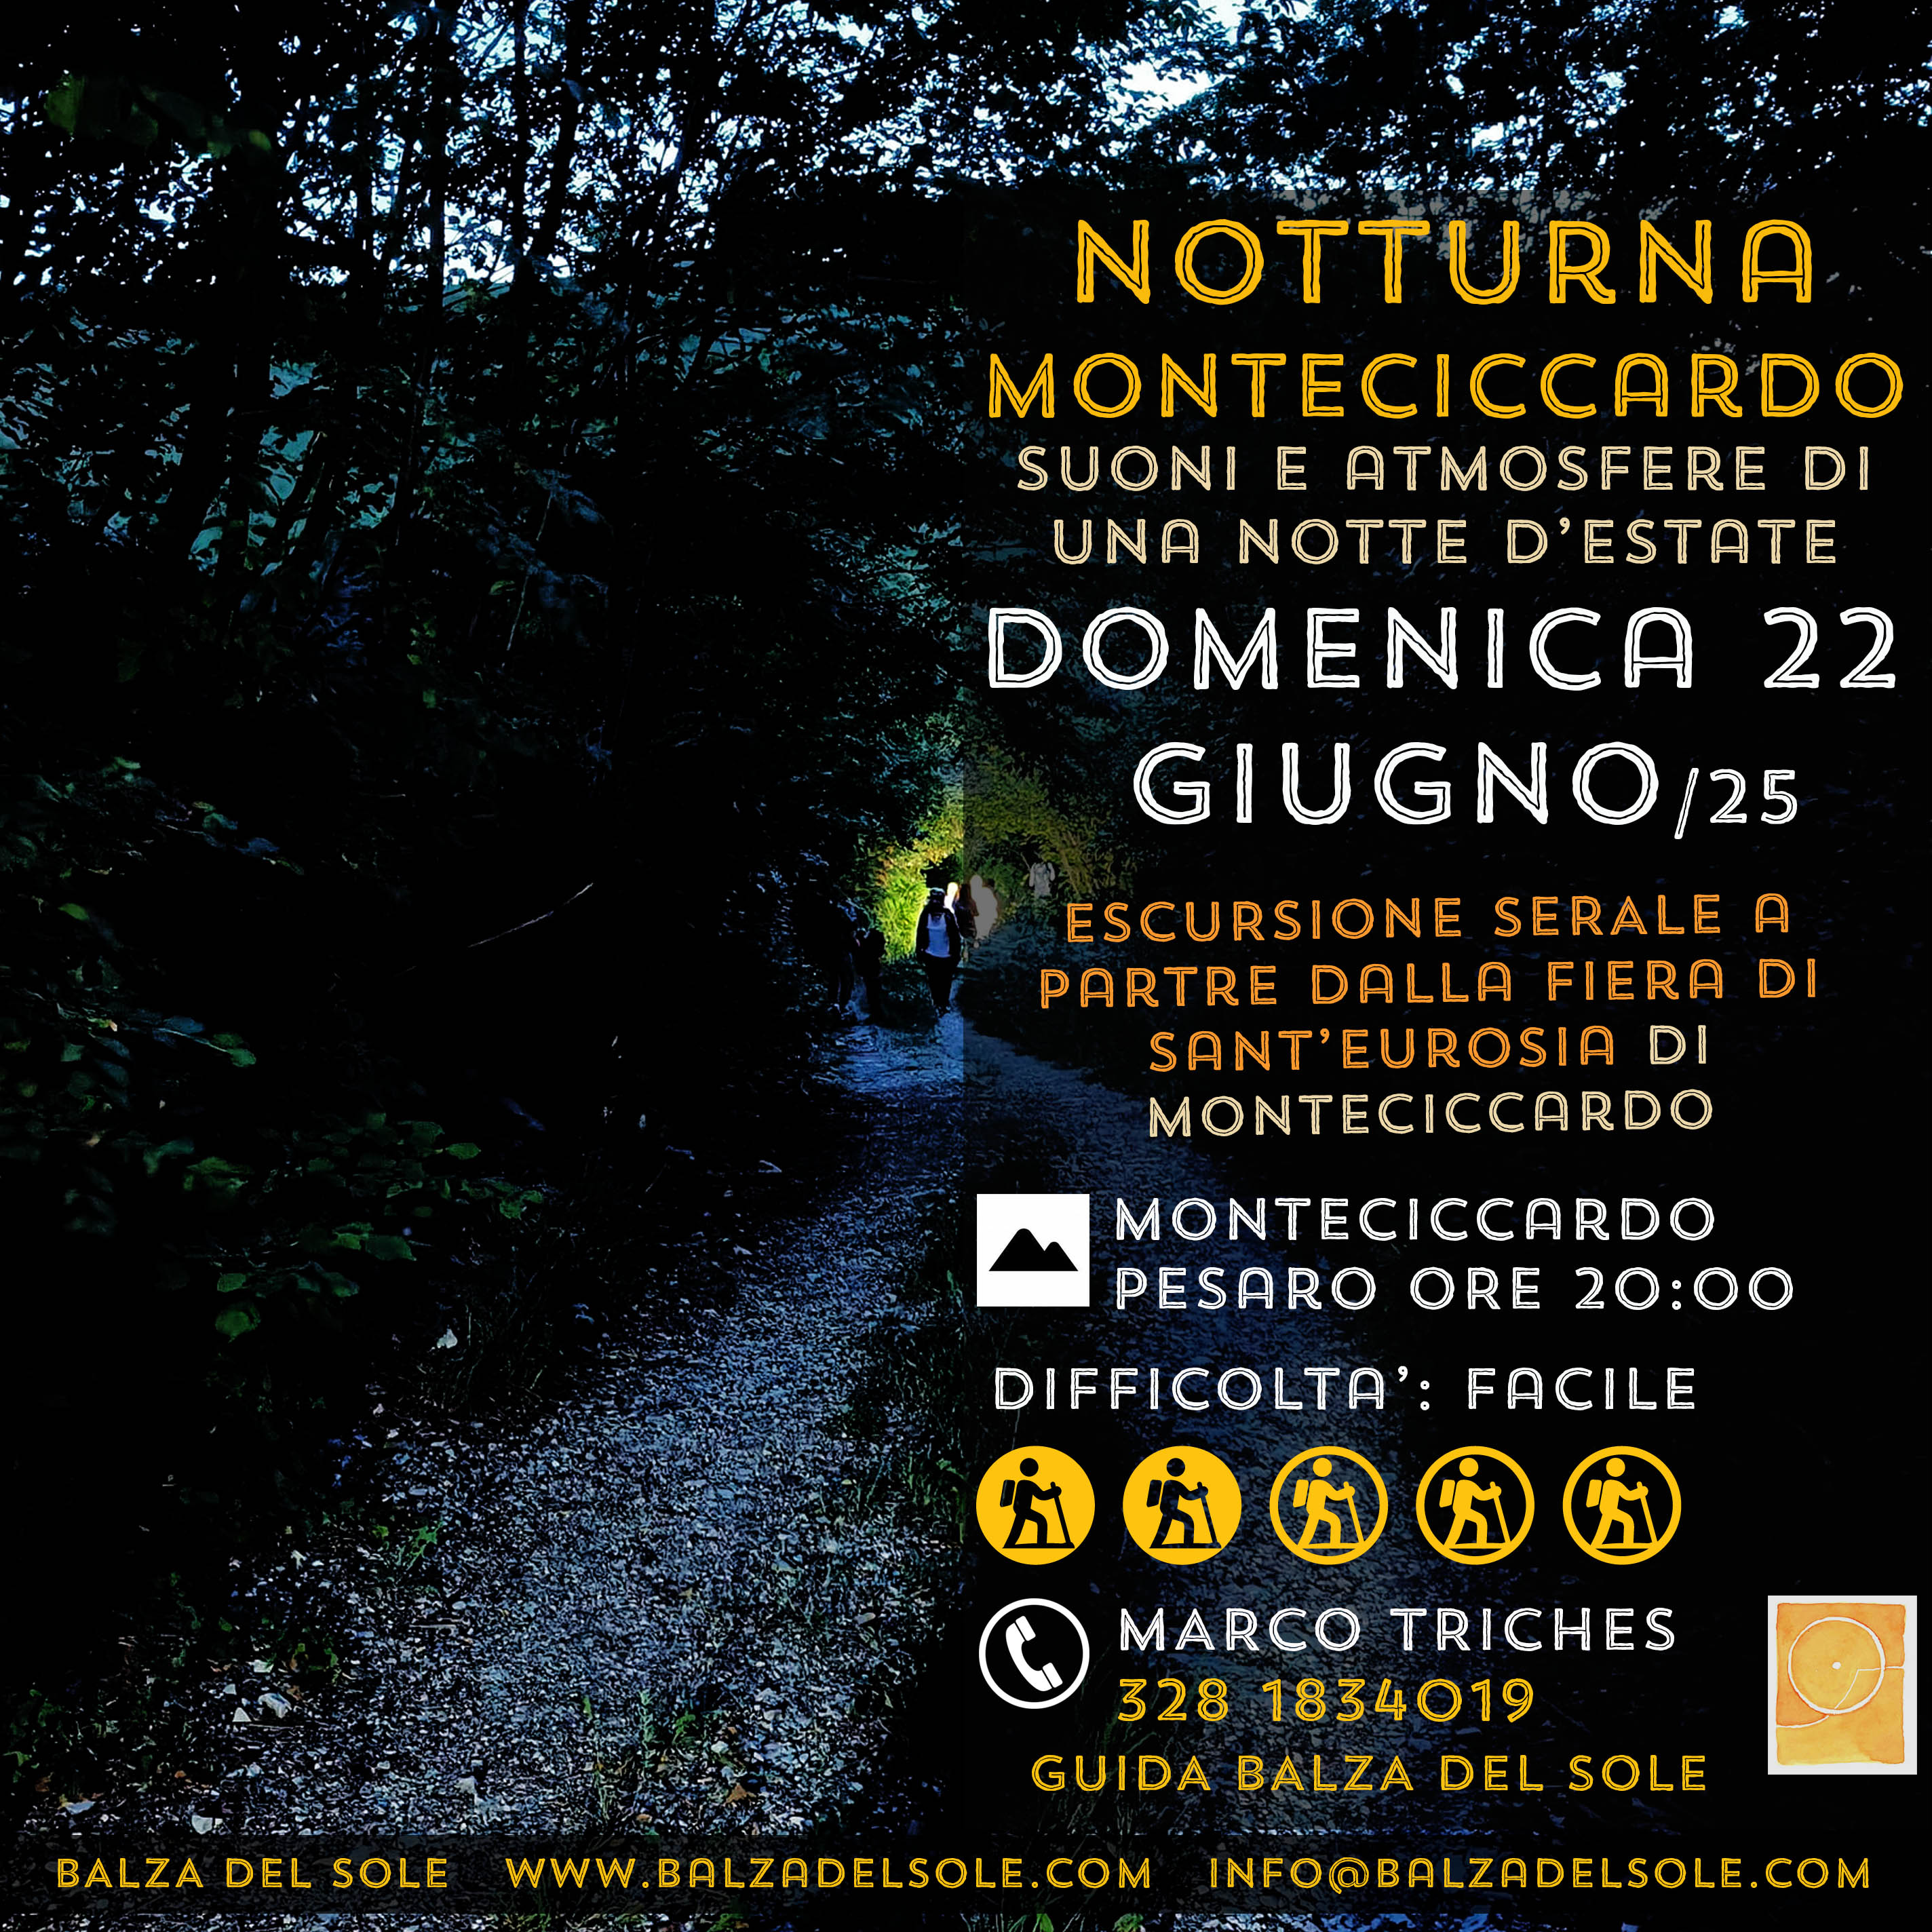 NOTTURNA
MONTECICCARDO
SUONI E ATMOSFERE DI
UNA NOTTE D'ESTATE
DOMENICA 22
GIUGNO/25
ESCURSIONE SERALE A
PARTRE DALLA FIERA DI
SANT'EUROSIA DI
MONTECICCARDO
MONTECICCARDO
PESARO ORE 20:00
DIFFICOLTA': FACILE
MARCO TRICHES
328 1834019
GUIDA BALZA DEL SOLE
BALZA DEL SOLE WWW.BALZADELSOLE.COM INFO@BALZADELSOLE.COM